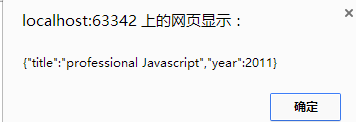 localhost:63342 上的网页显示：
{"title":"professional Javascript","year":2011}
确定